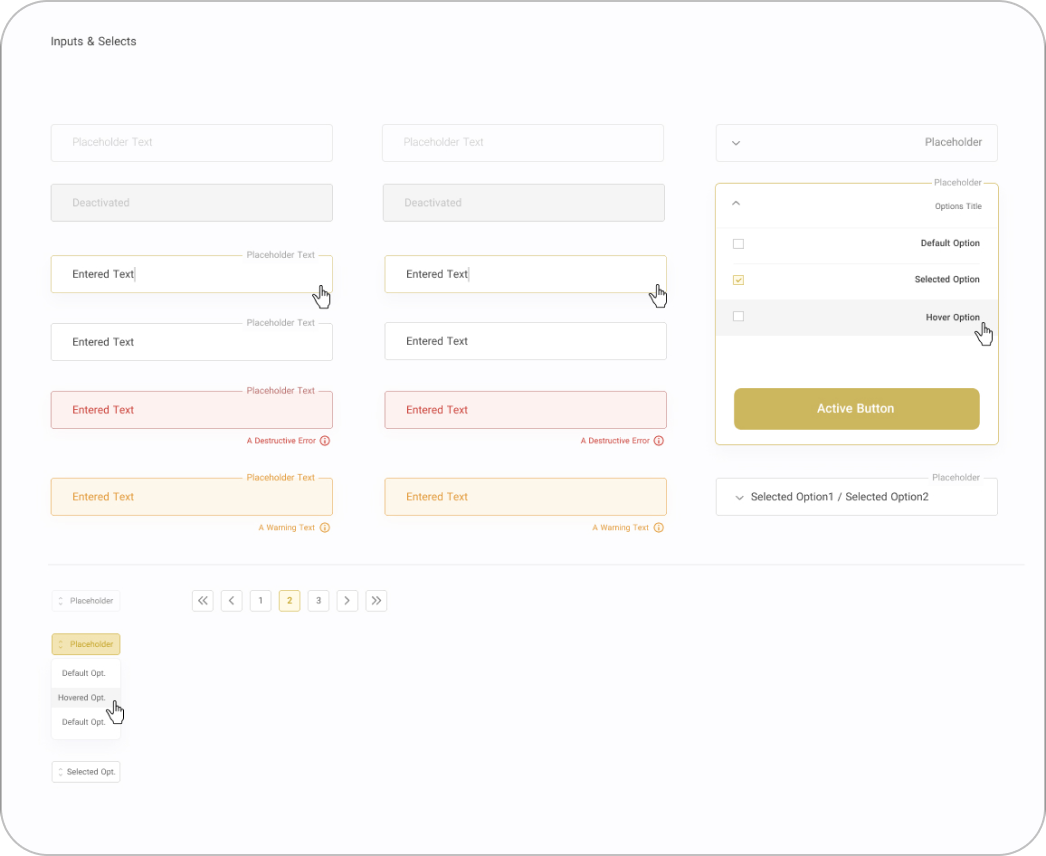 Inputs & Selects
Placeholder Text
Placeholder Text
Placeholder
Deactivated
Deactivated
Placeholder
Options Title
Default Option
Selected Option
Hover Option
Active Button
Placeholder Text
Entered Text
Entered Text
Placeholder Text
Entered Text
Entered Text
Placeholder Text
Entered Text
A Destructive Error
Entered Text
A Destructive Error
Placeholder Text
Entered Text
A Warning Text
Entered Text
A Warning Text
Placeholder
Selected Option1 / Selected Option2
Placeholder
1 2 3
Placeholder
Default Opt.
Hovered Opt.
Default Opt.
Selected Opt.